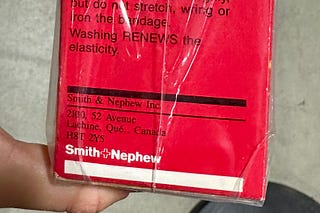 but do not stretch, wring or
iron the bandage.
Washing RENEWS the
elasticity.
Smith & Nephew Inc.
2100, 52 Avenue
Lachine, Qué., Canada
H8T 2Y5
Smith+Nephew